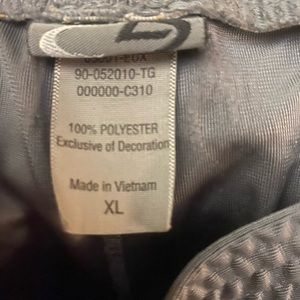 90-052010-TG
000000-C310
100% POLYESTER
Exclusive of Decoration
Made in Vietnam
XL